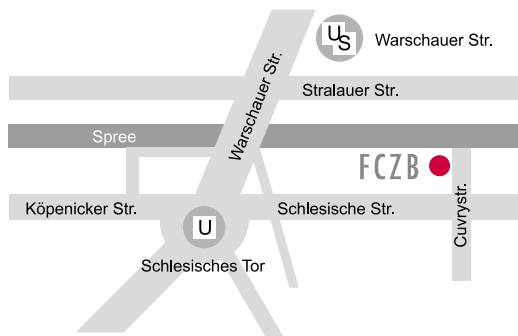 U
S
Warschauer Str.
Warschauer Str.
Stralauer Str.
Spree
FCZB
Köpenicker Str.
U
Schlesische Str.
Cuvrystr.
Schlesisches Tor